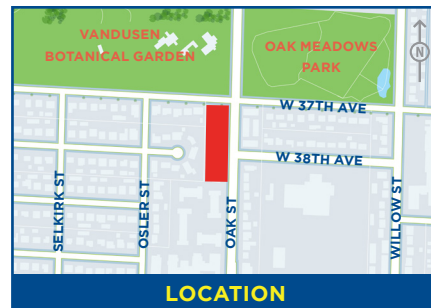 VANDUSEN
BOTANICAL GARDEN
OAK MEADOWS
PARK
N
W 37TH AVE
W 38TH AVE
SELKIRK ST
OSLER ST
OAK ST
WILLOW ST
LOCATION